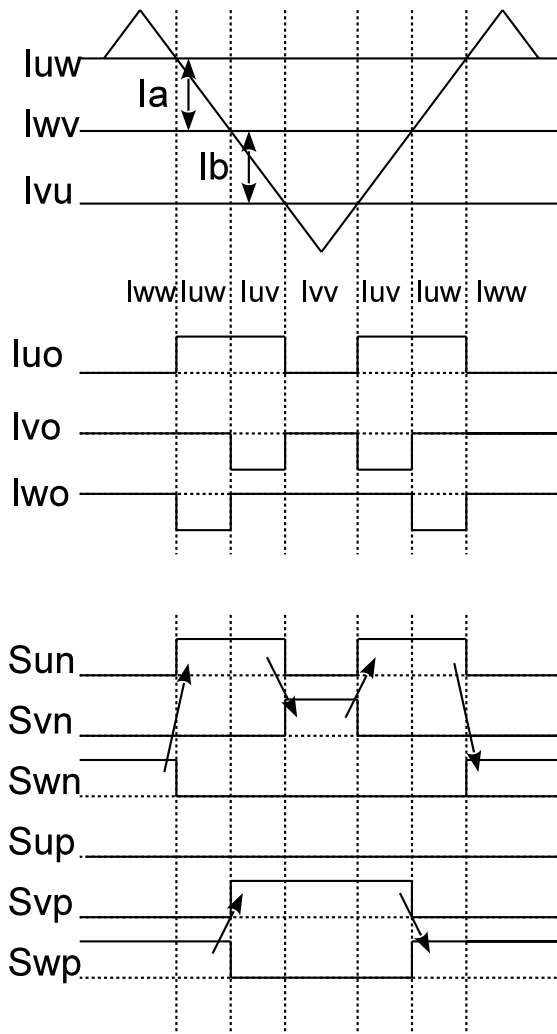 Iuw
Ia
Iwv
Ib
Ivu
Iww Iuw Iuv Ivv Iuv Iuw Iww
Iuo
Ivo
Iwo
Sun
Svn
Swn
Sup
Svp
Swp